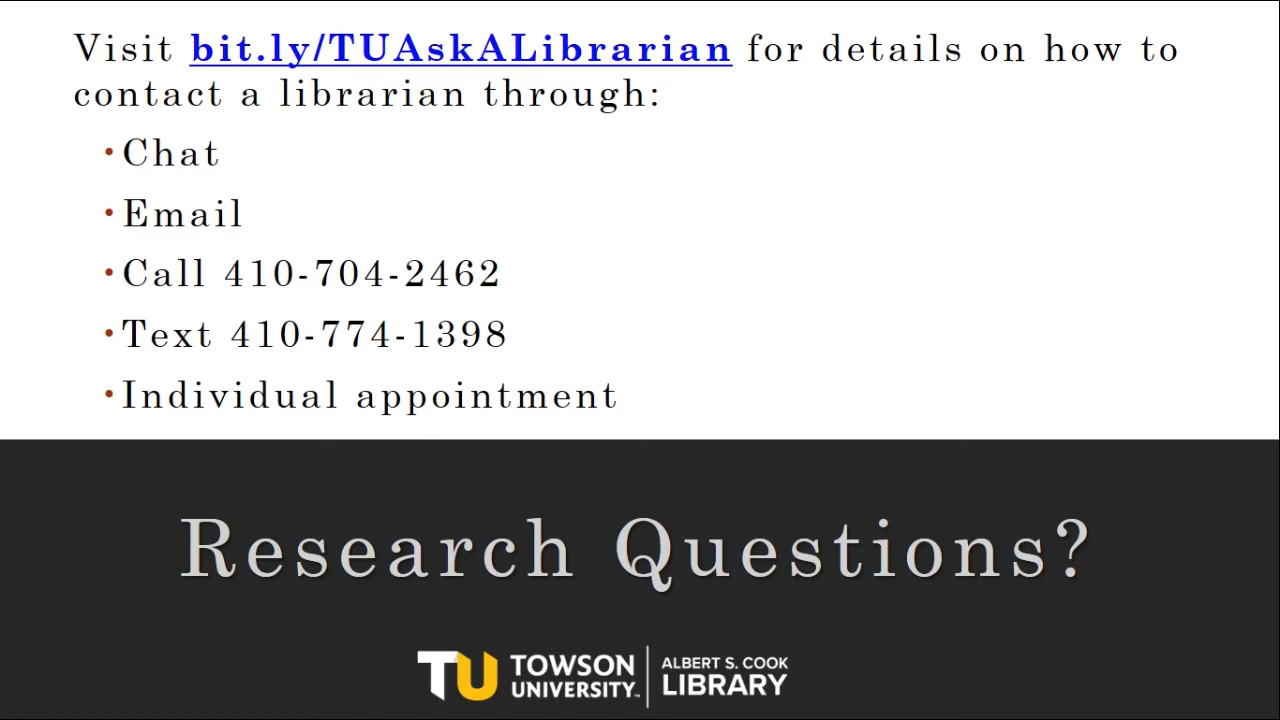 Visit bit.ly/TUAskALibrarian for details on how to
contact a librarian through:
•Chat
•Email
•Call 410-704-2462
•Text 410-774-1398
•Individual appointment
Research Questions?
TU TOWSON UNIVERSITY™ ALBERT S. COOK LIBRARY